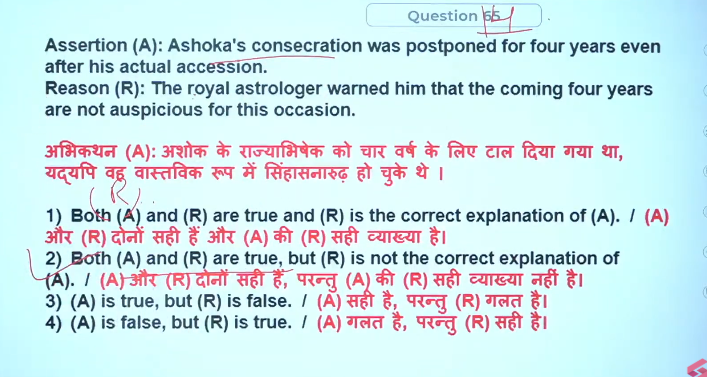 Question 65
14
Assertion (A): Ashoka's consecration was postponed for four years even
after his actual accession.
Reason (R): The royal astrologer warned him that the coming four years
are not auspicious for this occasion.
अभिकथन (A): अशोक के राज्याभिषेक को चार वर्ष के लिए टाल दिया गया था,
यद्यपि वह वास्तविक रूप में सिंहासनारुढ़ हो चुके थे ।
(R)
1) Both (A) and (R) are true and (R) is the correct explanation of (A). / (A)
और (R) दोनों सही हैं और (A) की (R) सही व्याख्या है।
2) Both (A) and (R) are true, but (R) is not the correct explanation of
(A). / (A) और (R) दोनों सही हैं, परन्तु (A) की (R) सही व्याख्या नहीं है।
3) (A) is true, but (R) is false. / (A) सही है, परन्तु (R) गलत है।
4) (A) is false, but (R) is true. / (A) गलत है, परन्तु (R) सही है।